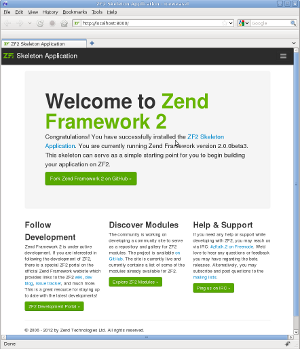 File Edit View History Bookmarks Tools Help
http://localhost:8080/
Google
ZF2 Skeleton Application
ZF2 Skeleton Application
Welcome to Zend
Framework 2
Congratulations! You have successfully installed the ZF2 Skeleton
Application. You are currently running Zend Framework version 2.0.0beta3.
This skeleton can serve as a simple starting point for you to begin building
your application on ZF2.
Fork Zend Framework 2 on GitHub »
Follow
Development
Zend Framework 2 is under active
development. If you are interested in
following the development of ZF2,
there is a special ZF2 portal on the
official Zend Framework website which
provides links to the ZF2 wiki, dev
blog, issue tracker, and much more.
This is a great resource for staying up
to date with the latest developments!
ZF2 Development Portal »
Discover Modules
The community is working on
developing a community site to serve
as a repository and gallery for ZF2
modules. The project is available on
GitHub. The site is currently live and
currently contains a list of some of the
modules already available for ZF2.
Explore ZF2 Modules »
Help & Support
If you need any help or support while
developing with ZF2, you may reach us
via IRC: #zftalk.2 on Freenode. We'd
love to hear any questions or feedback
you may have regarding the beta
releases. Alternatively, you may
subscribe and post questions to the
mailing lists.
Ping us on IRC »
© 2006 - 2012 by Zend Technologies Ltd. All rights reserved.
Done